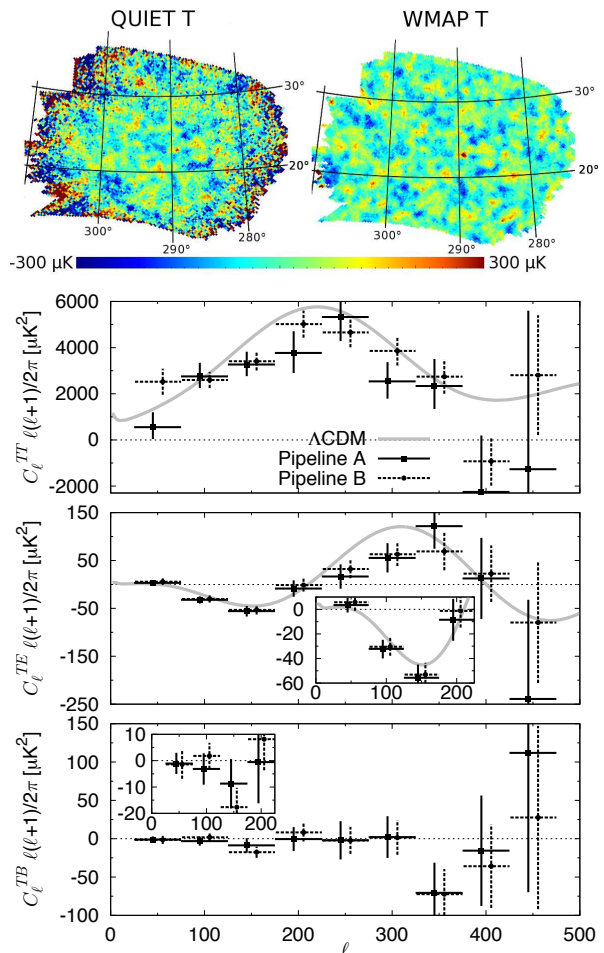 QUIET T WMAP T
30° 30°
20° 20°
300° 290° 280° 300° 290° 280°
-300 μK 300 μK
6000
4000
2000
0
-2000
C_ℓ^TT ℓ(ℓ+1)/2π [μK²]
ΛCDM
Pipeline A
Pipeline B
150
50
-50
-150
-250
C_ℓ^TE ℓ(ℓ+1)/2π [μK²]
0
-20
-40
-60
0 100 200
150
100
50
0
-50
-100
C_ℓ^TB ℓ(ℓ+1)/2π [μK²]
10
0
-10
-20
0 100 200
0 100 200 300 400 500
ℓ